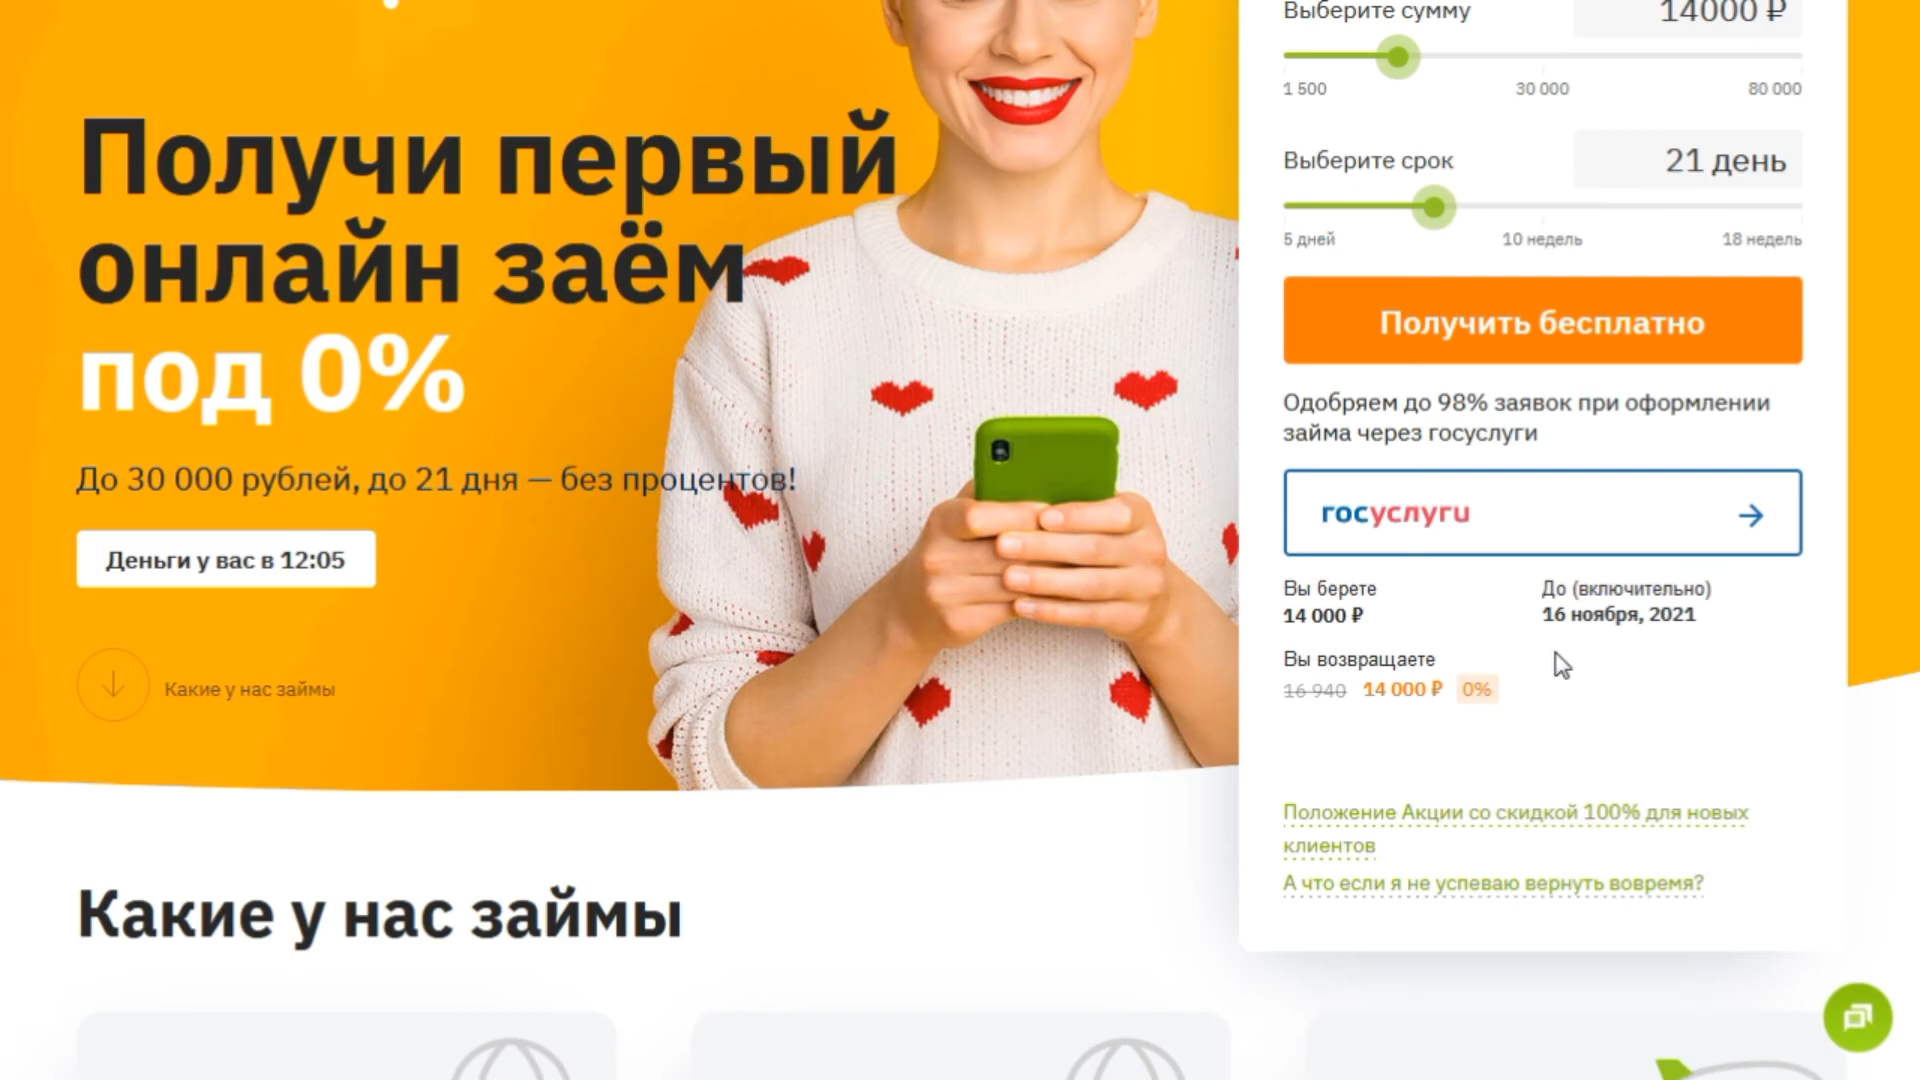 Получи первый
онлайн заём
под 0%
До 30 000 рублей, до 21 дня — без процентов!
Деньги у вас в 12:05
Какие у нас займы
Выберите сумму
14000 ₽
1 500
30 000
80 000
Выберите срок
21 день
5 дней
10 недель
18 недель
Получить бесплатно
Одобряем до 98% заявок при оформлении
займа через госуслуги
госуслуги
Вы берете
14 000 ₽
До (включительно)
16 ноября, 2021
Вы возвращаете
16 940 14 000 ₽ 0%
Положение Акции со скидкой 100% для новых
клиентов
А что если я не успеваю вернуть вовремя?
Какие у нас займы